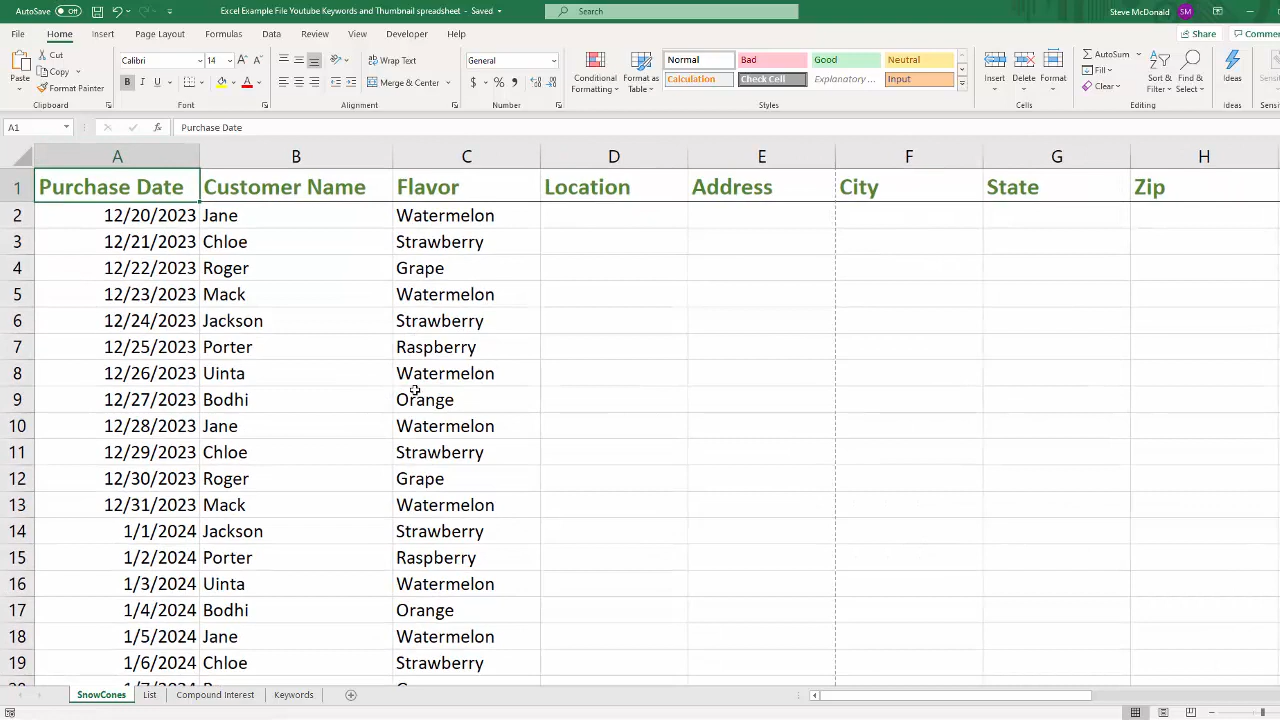 AutoSave Off Excel Example File Youtube Keywords and Thumbnail spreadsheet - Saved Search Steve McDonald SM
File Home Insert Page Layout Formulas Data Review View Developer Help Share Comme
Paste Cut Copy Format Painter Clipboard
Calibri 14 B I U Font
Wrap Text Merge & Center Alignment
General $ % Number
Conditional Formatting Format as Table Normal Bad Good Neutral Calculation Check Cell Explanatory ... Input Styles
Insert Delete Format Cells
AutoSum Fill Clear Sort & Filter Find & Select Editing
Ideas Ideas Sensi
A1 fx Purchase Date
A B C D E F G H
1 Purchase Date Customer Name Flavor Location Address City State Zip
2 12/20/2023 Jane Watermelon
3 12/21/2023 Chloe Strawberry
4 12/22/2023 Roger Grape
5 12/23/2023 Mack Watermelon
6 12/24/2023 Jackson Strawberry
7 12/25/2023 Porter Raspberry
8 12/26/2023 Uinta Watermelon
9 12/27/2023 Bodhi Orange
10 12/28/2023 Jane Watermelon
11 12/29/2023 Chloe Strawberry
12 12/30/2023 Roger Grape
13 12/31/2023 Mack Watermelon
14 1/1/2024 Jackson Strawberry
15 1/2/2024 Porter Raspberry
16 1/3/2024 Uinta Watermelon
17 1/4/2024 Bodhi Orange
18 1/5/2024 Jane Watermelon
19 1/6/2024 Chloe Strawberry
SnowCones List Compound Interest Keywords